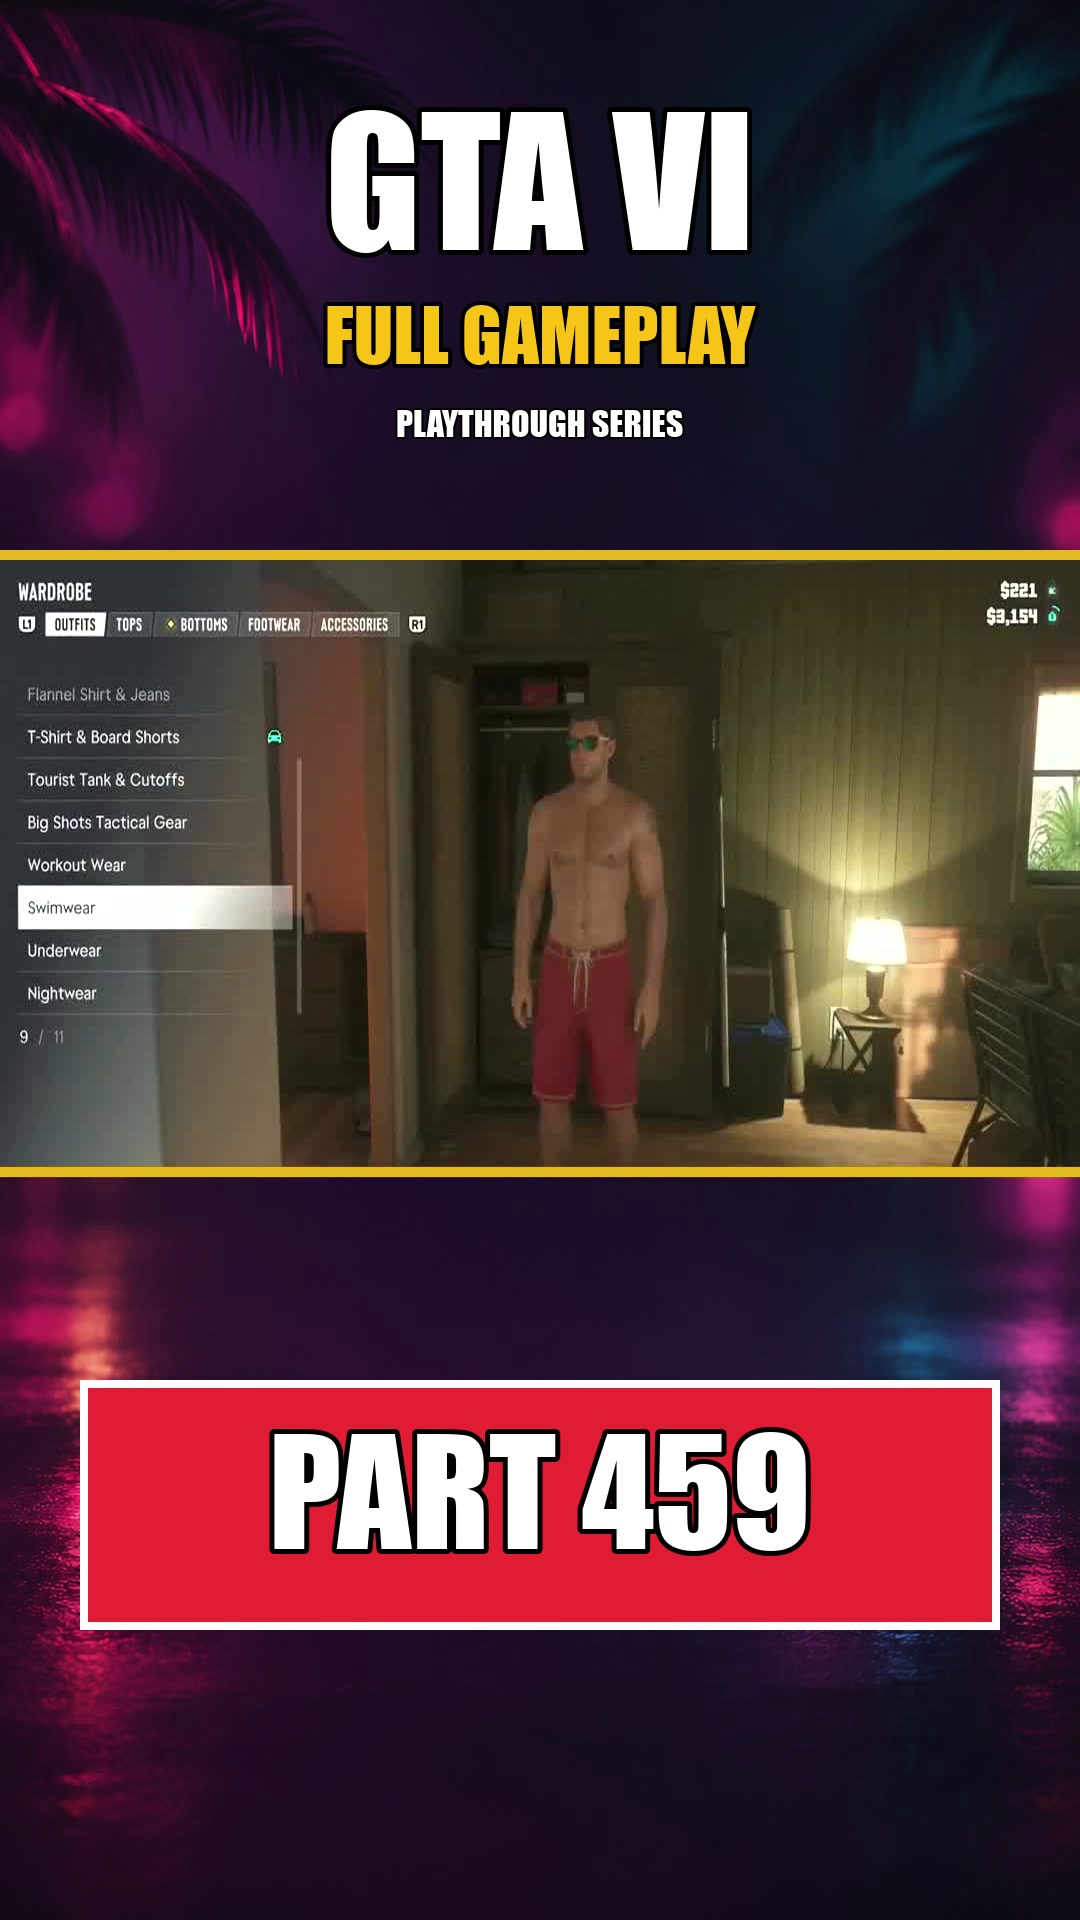 GTA VI
FULL GAMEPLAY
PLAYTHROUGH SERIES
WARDROBE
$221
$3,154
L1 OUTFITS TOPS BOTTOMS FOOTWEAR ACCESSORIES R1
Flannel Shirt & Jeans
T-Shirt & Board Shorts
Tourist Tank & Cutoffs
Big Shots Tactical Gear
Workout Wear
Swimwear
Underwear
Nightwear
9 / 11
PART 459